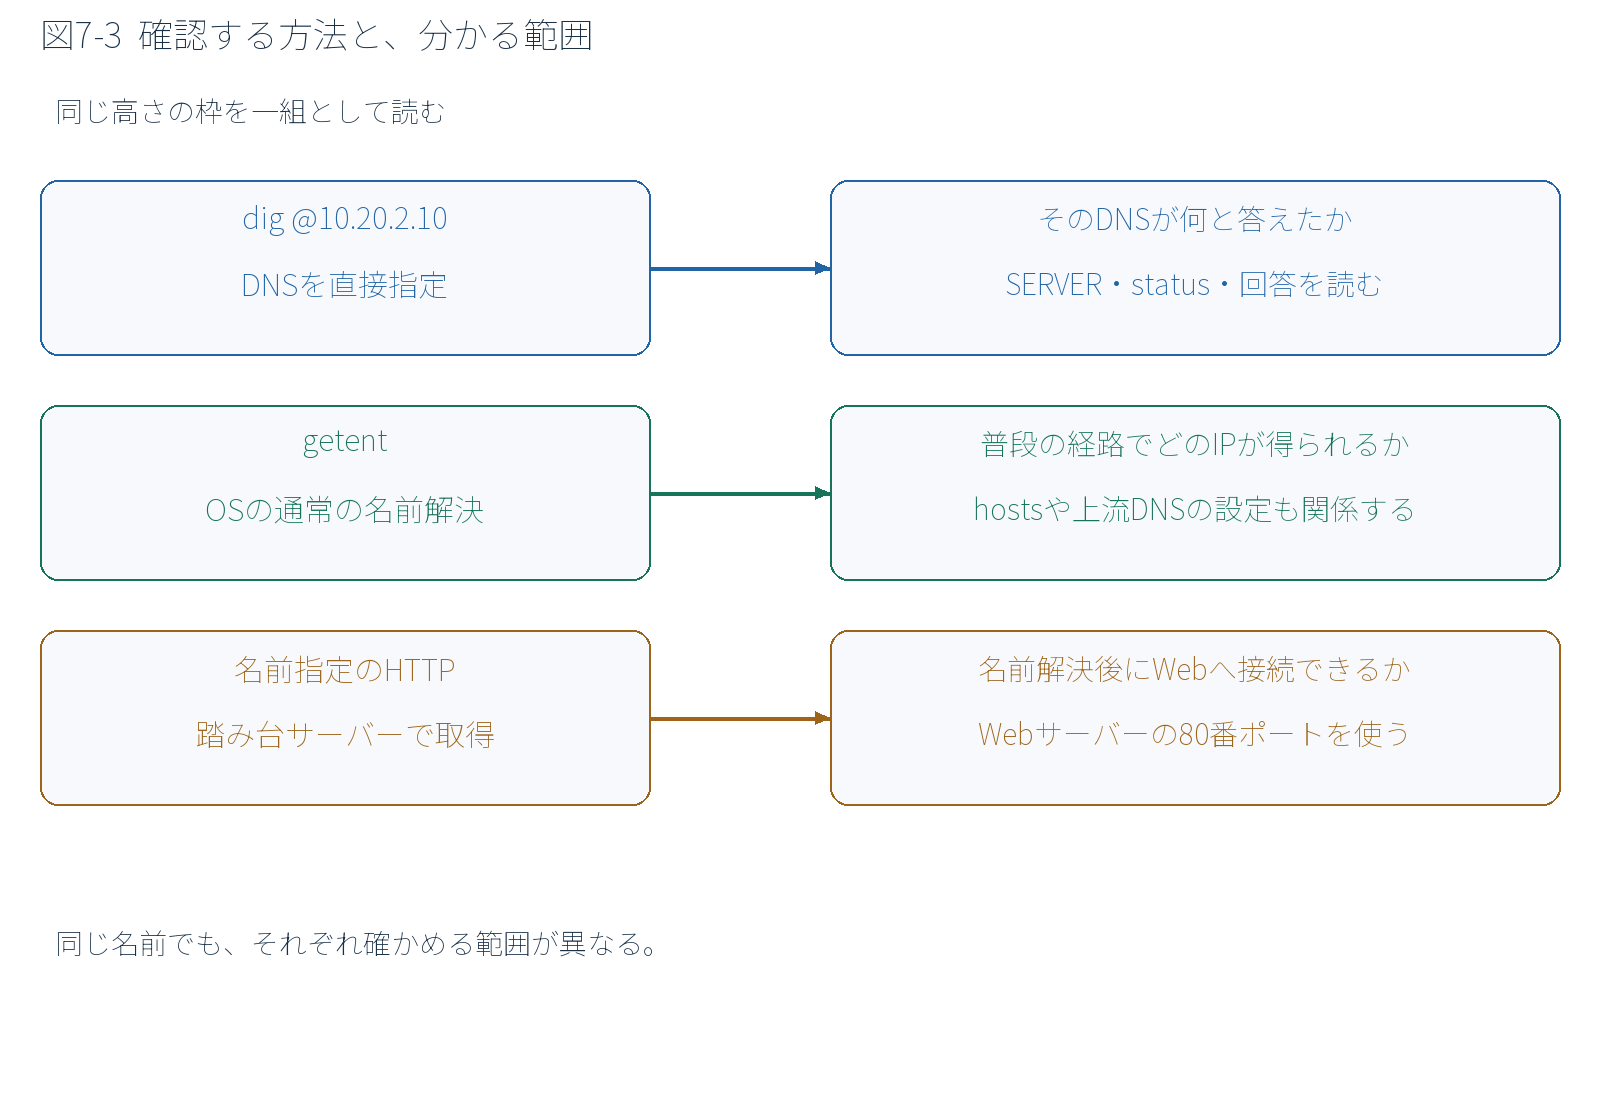 図7-3 確認する方法と、分かる範囲
同じ高さの枠を一組として読む
dig @10.20.2.10
DNSを直接指定
そのDNSが何と答えたか
SERVER・status・回答を読む
getent
OSの通常の名前解決
普段の経路でどのIPが得られるか
hostsや上流DNSの設定も関係する
名前指定のHTTP
踏み台サーバーで取得
名前解決後にWebへ接続できるか
Webサーバーの80番ポートを使う
同じ名前でも、それぞれ確かめる範囲が異なる。